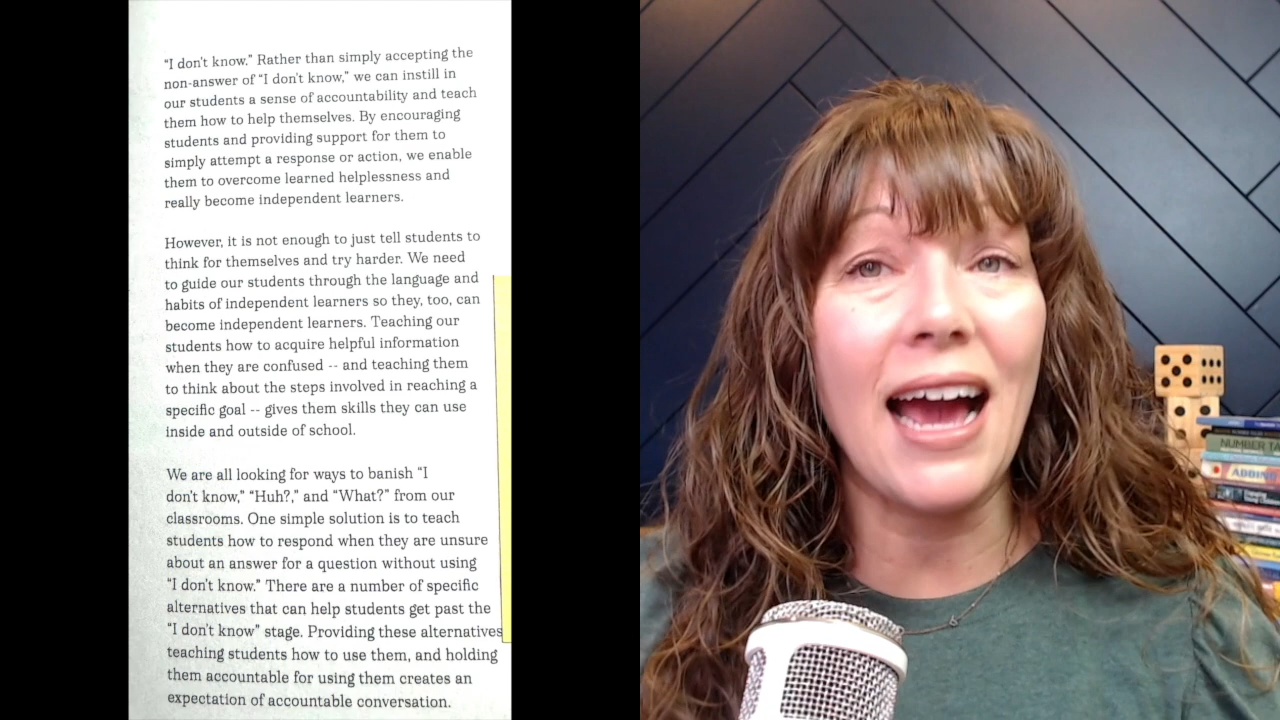 “I don't know.” Rather than simply accepting the
non-answer of “I don't know,” we can instill in
our students a sense of accountability and teach
them how to help themselves. By encouraging
students and providing support for them to
simply attempt a response or action, we enable
them to overcome learned helplessness and
really become independent learners.
However, it is not enough to just tell students to
think for themselves and try harder. We need
to guide our students through the language and
habits of independent learners so they, too, can
become independent learners. Teaching our
students how to acquire helpful information
when they are confused -- and teaching them
to think about the steps involved in reaching a
specific goal -- gives them skills they can use
inside and outside of school.
We are all looking for ways to banish “I
don't know,” “Huh?,” and “What?” from our
classrooms. One simple solution is to teach
students how to respond when they are unsure
about an answer for a question without using
“I don't know.” There are a number of specific
alternatives that can help students get past the
“I don't know” stage. Providing these alternatives
teaching students how to use them, and holding
them accountable for using them creates an
expectation of accountable conversation.
NUMBER TA